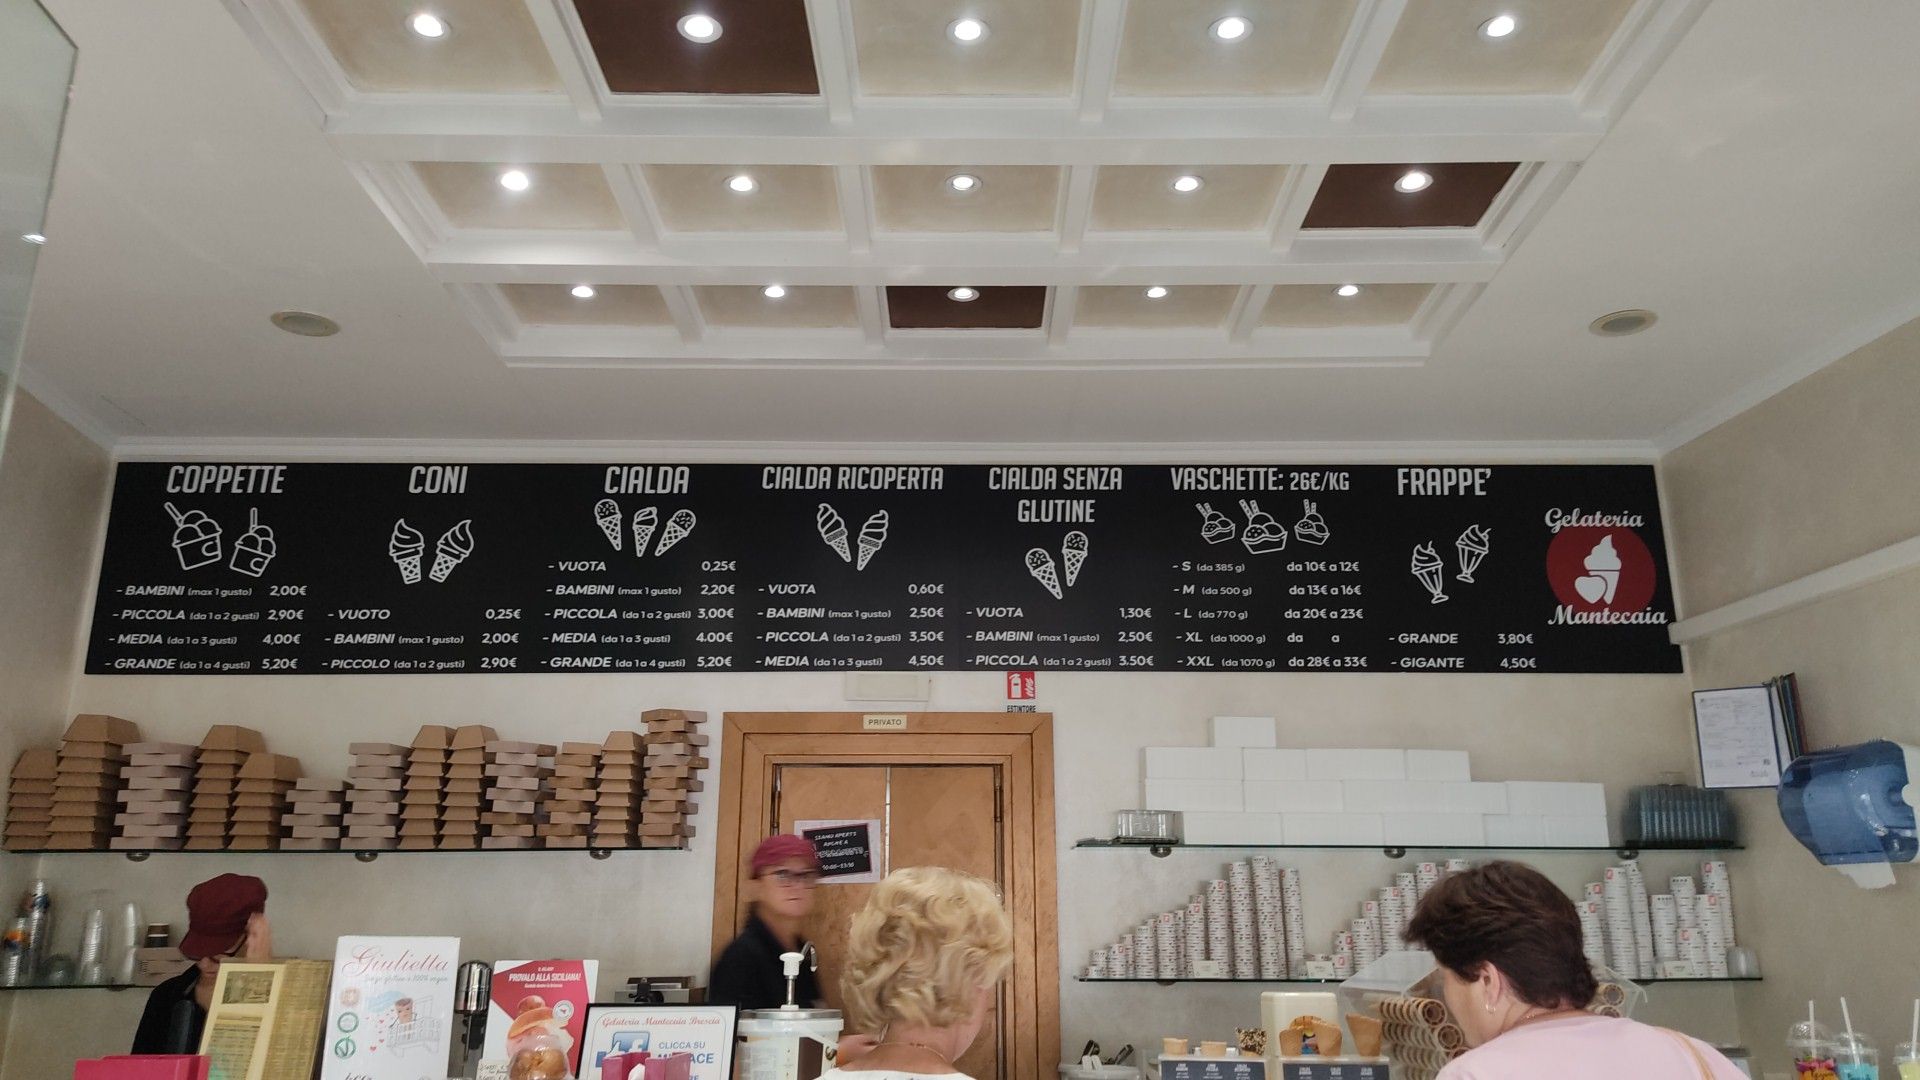 COPPETTE
- BAMBINI (max 1 gusto) 2,00€
- PICCOLA (da 1 a 2 gusti) 2,90€
- MEDIA (da 1 a 3 gusti) 4,00€
- GRANDE (da 1 a 4 gusti) 5,20€
CONI
- VUOTO 0,25€
- BAMBINI (max 1 gusto) 2,00€
- PICCOLO (da 1 a 2 gusti) 2,90€
CIALDA
- VUOTA 0,25€
- BAMBINI (max 1 gusto) 2,20€
- PICCOLA (da 1 a 2 gusti) 3,00€
- MEDIA (da 1 a 3 gusti) 4.00€
- GRANDE (da 1 a 4 gusti) 5,20€
CIALDA RICOPERTA
- VUOTA 0,60€
- BAMBINI (max 1 gusto) 2,50€
- PICCOLA (da 1 a 2 gusti) 3,50€
- MEDIA (da 1 a 3 gusti) 4,50€
CIALDA SENZA
GLUTINE
- VUOTA 1,30€
- BAMBINI (max 1 gusto) 2,50€
- PICCOLA (da 1 a 2 gusti) 3.50€
VASCHETTE: 26€/KG
- S (da 385 g) da 10€ a 12€
- M (da 500 g) da 13€ a 16€
- L (da 770 g) da 20€ a 23€
- XL (da 1000 g) da a
- XXL (da 1070 g) da 28€ a 33€
FRAPPE'
- GRANDE 3,80€
- GIGANTE 4,50€
Gelateria
Mantecaia
ESTINTORE
PRIVATO
SIAMO APERTI
ANCHE A
Giulietta
PROVALO ALLA SICILIANA!
Gelateria Mantecaia Brescia
CLICCA SU